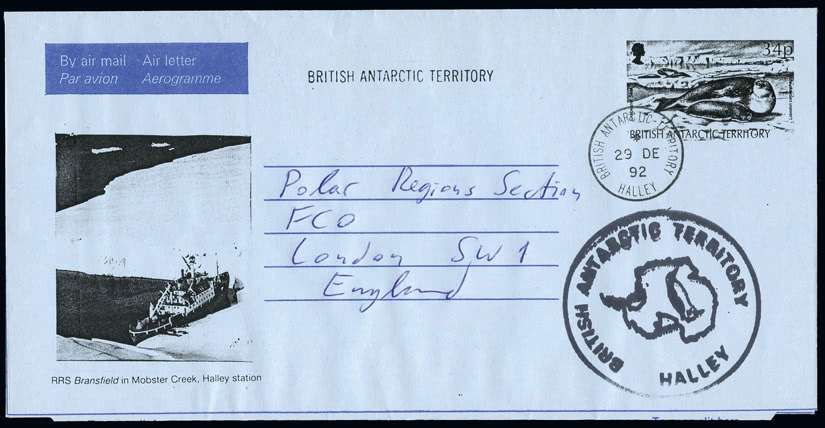 By air mail Air letter
Par avion Aerogramme
BRITISH ANTARCTIC TERRITORY
34p
BRITISH ANTARCTIC TERRITORY
BRITISH ANTARCTIC TERRITORY
29 DE
92
HALLEY
Polar Regions Section
FCO
London SW1
England
BRITISH ANTARCTIC TERRITORY
HALLEY
RRS Bransfield in Mobster Creek, Halley station